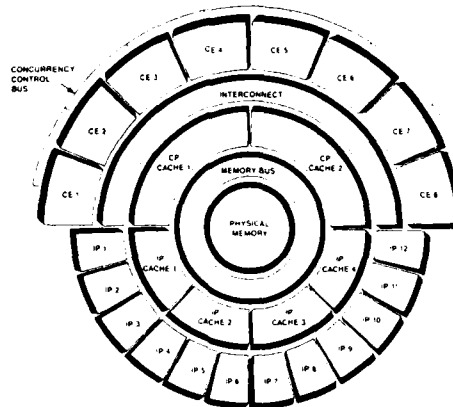 CE 4
CE 5
CE 3
CE 6
CONCURRENCY
CONTROL
BUS
INTERCONNECT
CE 2
CE 7
CP
CACHE 1
CP
CACHE 2
MEMORY BUS
CE 1
CE 8
PHYSICAL
MEMORY
IP 1
IP 12
IP
CACHE 1
IP
CACHE 4
IP 2
IP 11
IP 3
IP 10
IP
CACHE 2
IP
CACHE 3
IP 4
IP 9
IP 5
IP 8
IP 6
IP 7